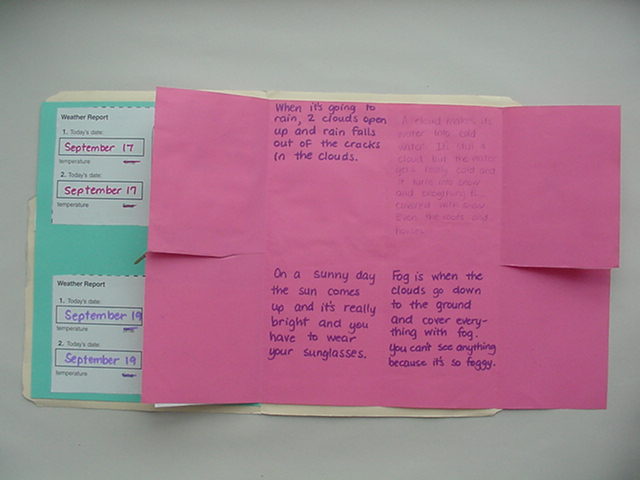 Weather Report
1. Today's date:
September 17
temperature
2. Today's date:
September 17
temperature
Weather Report
1. Today's date:
September 19
temperature
2. Today's date:
September 19
temperature
When it's going to
rain, 2 clouds open
up and rain falls
out of the cracks
in the clouds.
A cloud makes its
water into cold
water. It's still a
cloud but the water
gets really cold and
it turns into snow
and everything is
covered with snow.
Even the roofs and
houses.
On a sunny day
the sun comes
up and it's really
bright and you
have to wear
your sunglasses.
Fog is when the
clouds go down
to the ground
and cover every-
thing with fog.
You can't see anything
because it's so foggy.